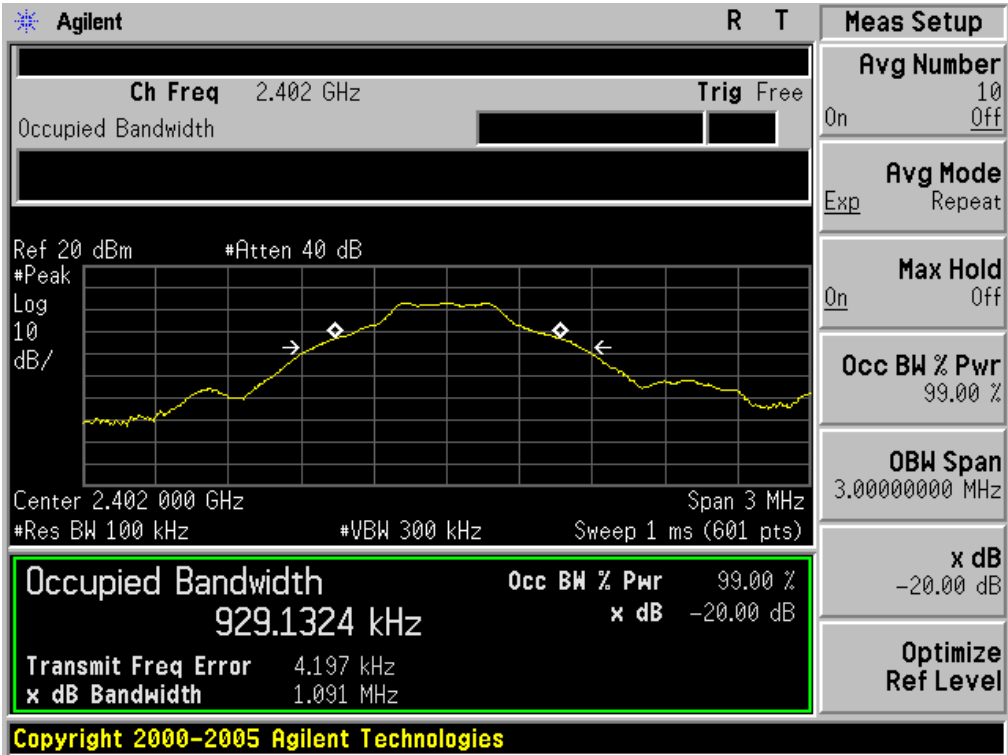 Agilent R T
Ch Freq 2.402 GHz Trig Free
Occupied Bandwidth
Ref 20 dBm #Atten 40 dB
#Peak
Log
10
dB/
Center 2.402 000 GHz Span 3 MHz
#Res BW 100 kHz #VBW 300 kHz Sweep 1 ms (601 pts)
Occupied Bandwidth Occ BW % Pwr 99.00 %
929.1324 kHz x dB -20.00 dB
Transmit Freq Error 4.197 kHz
x dB Bandwidth 1.091 MHz
Copyright 2000-2005 Agilent Technologies
Meas Setup
Avg Number
10
On Off
Avg Mode
Exp Repeat
Max Hold
On Off
Occ BW % Pwr
99.00 %
OBW Span
3.00000000 MHz
x dB
-20.00 dB
Optimize
Ref Level